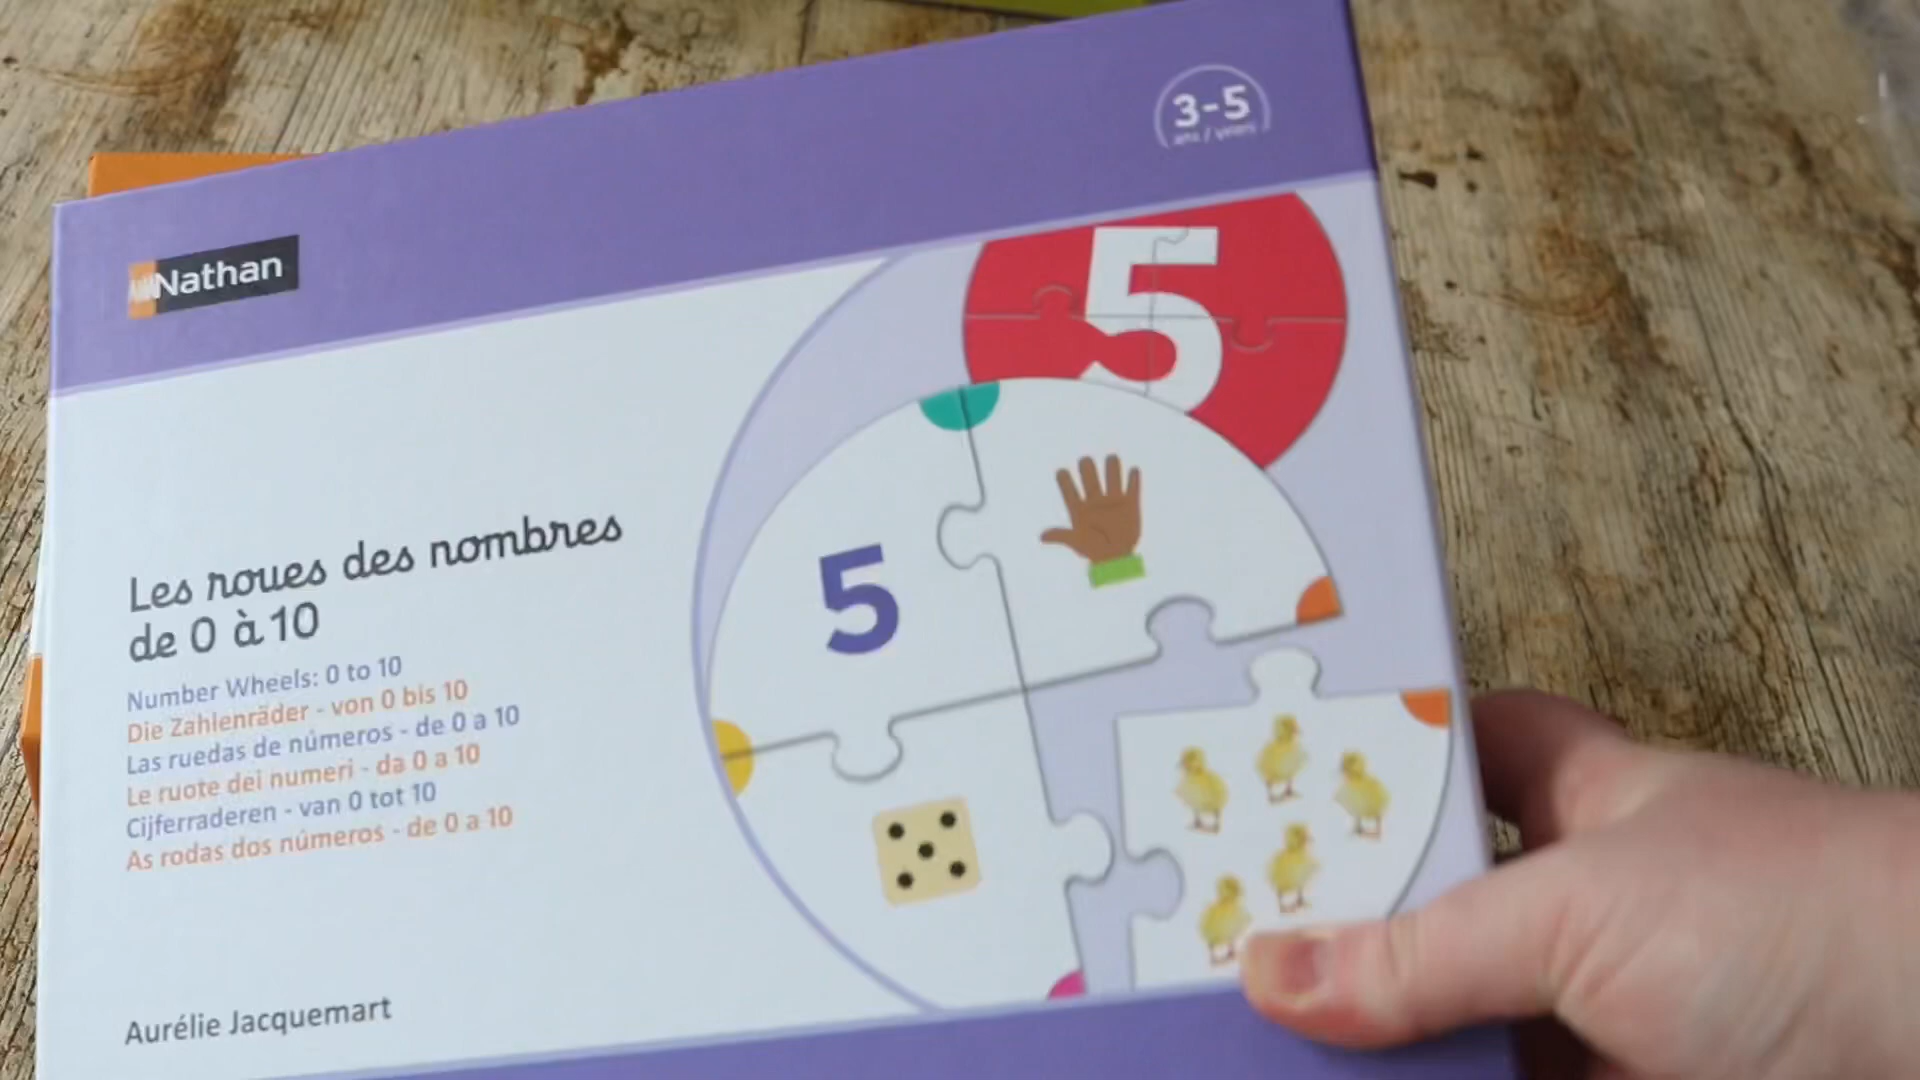 3-5
ans / years
Nathan
5
5
Les roues des nombres
de 0 à 10
Number Wheels: 0 to 10
Die Zahlenräder - von 0 bis 10
Las ruedas de números - de 0 a 10
Le ruote dei numeri - da 0 a 10
Cijferraderen - van 0 tot 10
As rodas dos números - de 0 a 10
Aurélie Jacquemart